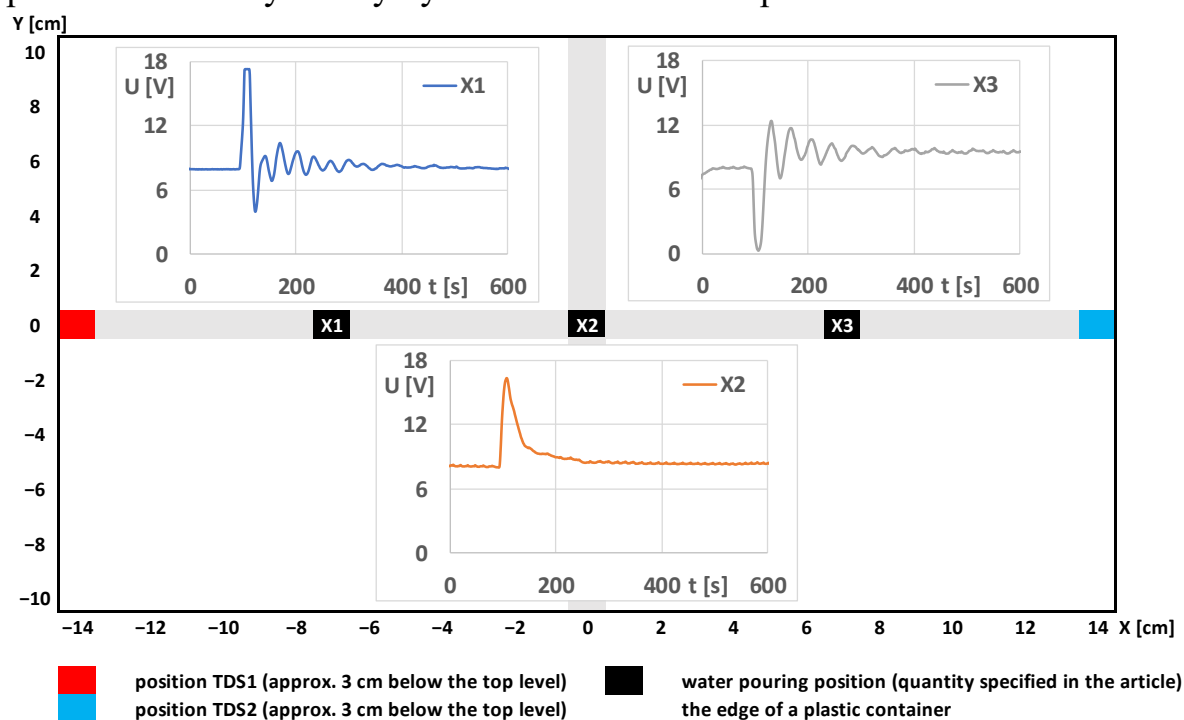 Y [cm]
10
8
6
4
2
0
−2
−4
−6
−8
−10
18
U [V]
12
6
0
X1
0 200 400 t [s] 600
18
U [V]
12
6
0
X3
0 200 400 t [s] 600
X1 X2 X3
18
U [V]
12
6
0
X2
0 200 400 t [s] 600
−14 −12 −10 −8 −6 −4 −2 0 2 4 6 8 10 12 14 X [cm]
position TDS1 (approx. 3 cm below the top level)
position TDS2 (approx. 3 cm below the top level)
water pouring position (quantity specified in the article)
the edge of a plastic container